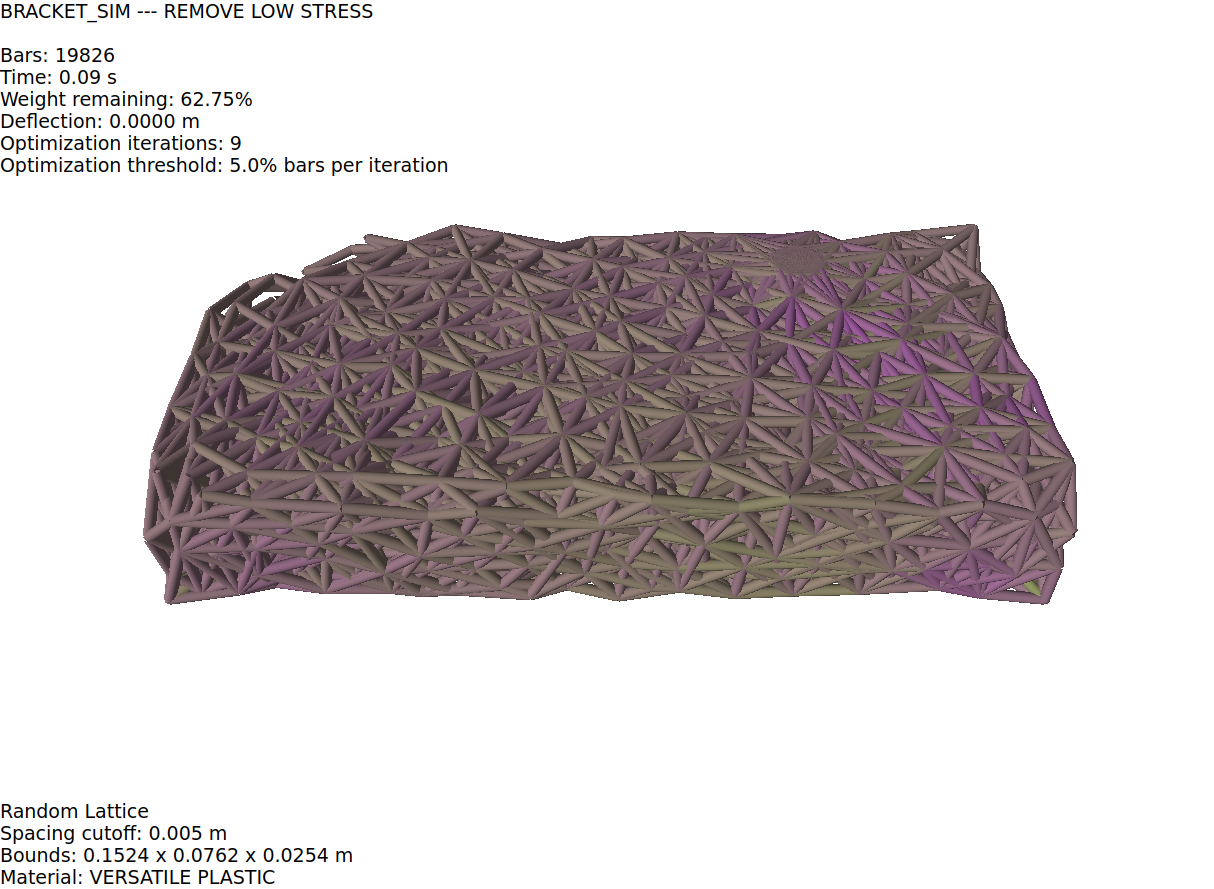 BRACKET_SIM --- REMOVE LOW STRESS
Bars: 19826
Time: 0.09 s
Weight remaining: 62.75%
Deflection: 0.0000 m
Optimization iterations: 9
Optimization threshold: 5.0% bars per iteration
Random Lattice
Spacing cutoff: 0.005 m
Bounds: 0.1524 x 0.0762 x 0.0254 m
Material: VERSATILE PLASTIC